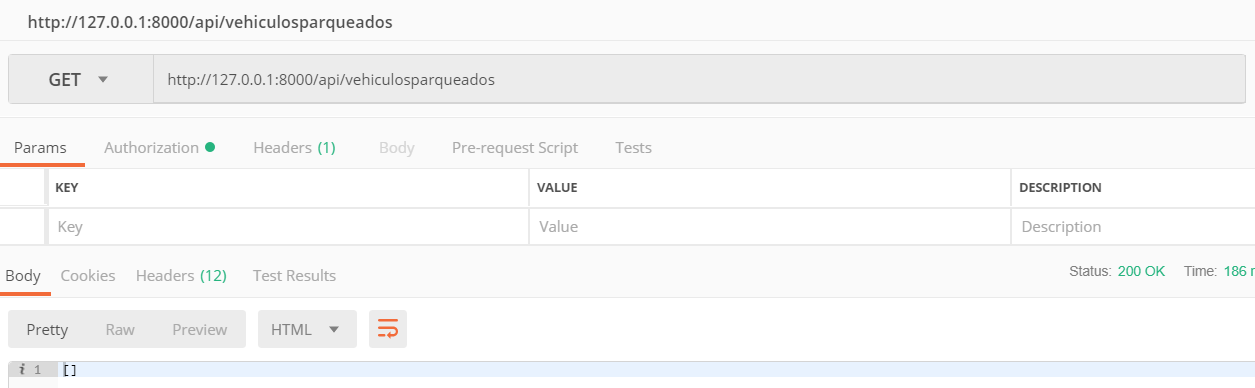 http://127.0.0.1:8000/api/vehiculosparqueados
GET http://127.0.0.1:8000/api/vehiculosparqueados
Params Authorization Headers (1) Body Pre-request Script Tests
KEY VALUE DESCRIPTION
Key Value Description
Body Cookies Headers (12) Test Results Status: 200 OK Time: 186 r
Pretty Raw Preview HTML
i 1 []